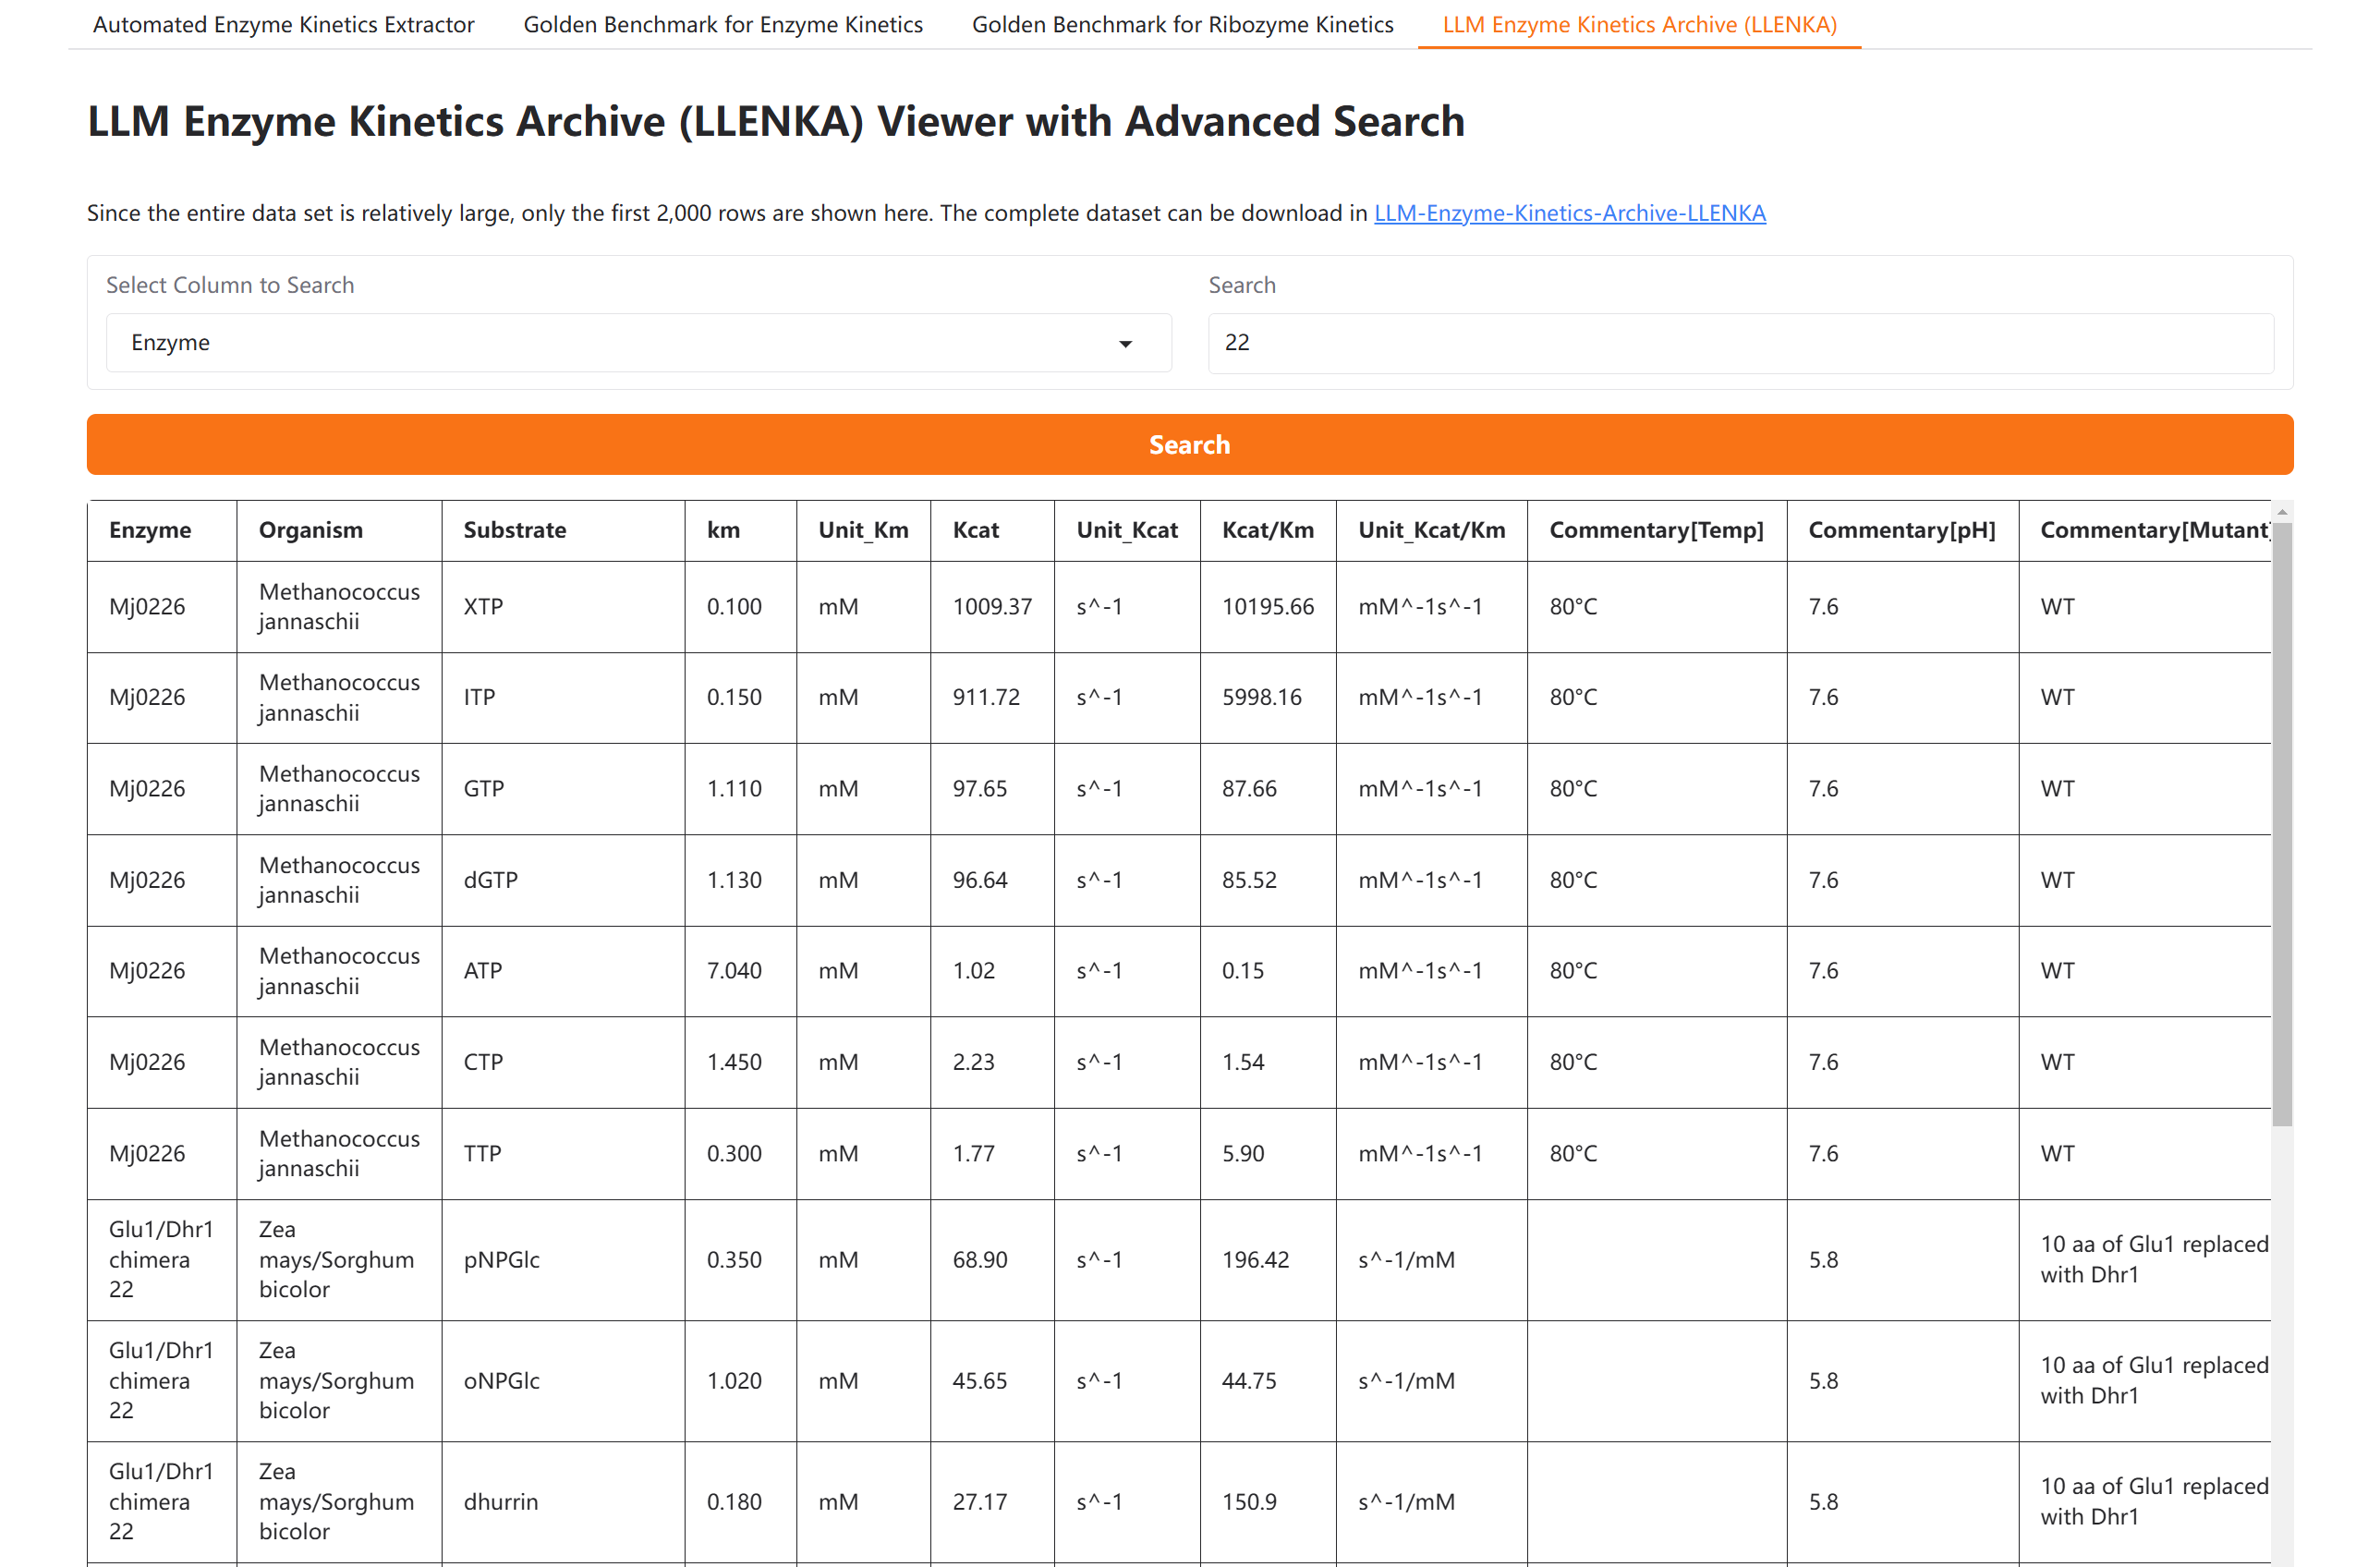 Automated Enzyme Kinetics Extractor Golden Benchmark for Enzyme Kinetics Golden Benchmark for Ribozyme Kinetics LLM Enzyme Kinetics Archive (LLENKA)
LLM Enzyme Kinetics Archive (LLENKA) Viewer with Advanced Search
Since the entire data set is relatively large, only the first 2,000 rows are shown here. The complete dataset can be download in LLM-Enzyme-Kinetics-Archive-LLENKA
Select Column to Search Search
Enzyme 22
Search
Enzyme Organism Substrate km Unit_Km Kcat Unit_Kcat Kcat/Km Unit_Kcat/Km Commentary[Temp] Commentary[pH] Commentary[Mutant]
Mj0226 Methanococcus jannaschii XTP 0.100 mM 1009.37 s^-1 10195.66 mM^-1s^-1 80°C 7.6 WT
Mj0226 Methanococcus jannaschii ITP 0.150 mM 911.72 s^-1 5998.16 mM^-1s^-1 80°C 7.6 WT
Mj0226 Methanococcus jannaschii GTP 1.110 mM 97.65 s^-1 87.66 mM^-1s^-1 80°C 7.6 WT
Mj0226 Methanococcus jannaschii dGTP 1.130 mM 96.64 s^-1 85.52 mM^-1s^-1 80°C 7.6 WT
Mj0226 Methanococcus jannaschii ATP 7.040 mM 1.02 s^-1 0.15 mM^-1s^-1 80°C 7.6 WT
Mj0226 Methanococcus jannaschii CTP 1.450 mM 2.23 s^-1 1.54 mM^-1s^-1 80°C 7.6 WT
Mj0226 Methanococcus jannaschii TTP 0.300 mM 1.77 s^-1 5.90 mM^-1s^-1 80°C 7.6 WT
Glu1/Dhr1 chimera 22 Zea mays/Sorghum bicolor pNPGlc 0.350 mM 68.90 s^-1 196.42 s^-1/mM 5.8 10 aa of Glu1 replaced with Dhr1
Glu1/Dhr1 chimera 22 Zea mays/Sorghum bicolor oNPGlc 1.020 mM 45.65 s^-1 44.75 s^-1/mM 5.8 10 aa of Glu1 replaced with Dhr1
Glu1/Dhr1 chimera 22 Zea mays/Sorghum bicolor dhurrin 0.180 mM 27.17 s^-1 150.9 s^-1/mM 5.8 10 aa of Glu1 replaced with Dhr1